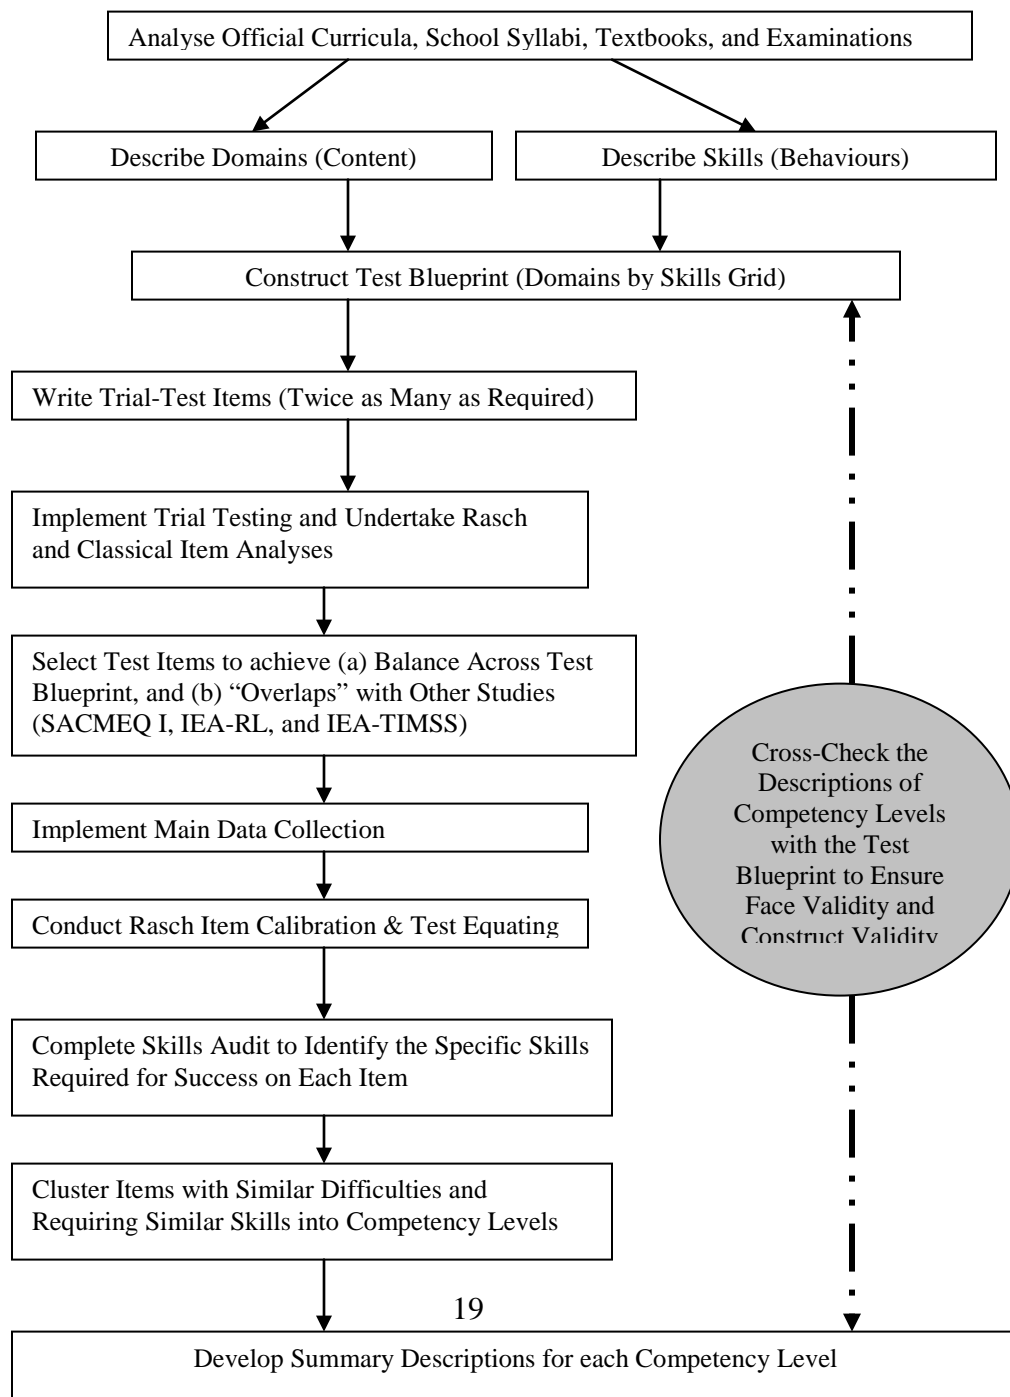 Analyse Official Curricula, School Syllabi, Textbooks, and Examinations
Describe Domains (Content)
Describe Skills (Behaviours)
Construct Test Blueprint (Domains by Skills Grid)
Write Trial-Test Items (Twice as Many as Required)
Implement Trial Testing and Undertake Rasch
and Classical Item Analyses
Select Test Items to achieve (a) Balance Across Test
Blueprint, and (b) “Overlaps” with Other Studies
(SACMEQ I, IEA-RL, and IEA-TIMSS)
Implement Main Data Collection
Conduct Rasch Item Calibration & Test Equating
Cross-Check the
Descriptions of
Competency Levels
with the Test
Blueprint to Ensure
Face Validity and
Construct Validity
Complete Skills Audit to Identify the Specific Skills
Required for Success on Each Item
Cluster Items with Similar Difficulties and
Requiring Similar Skills into Competency Levels
19
Develop Summary Descriptions for each Competency Level